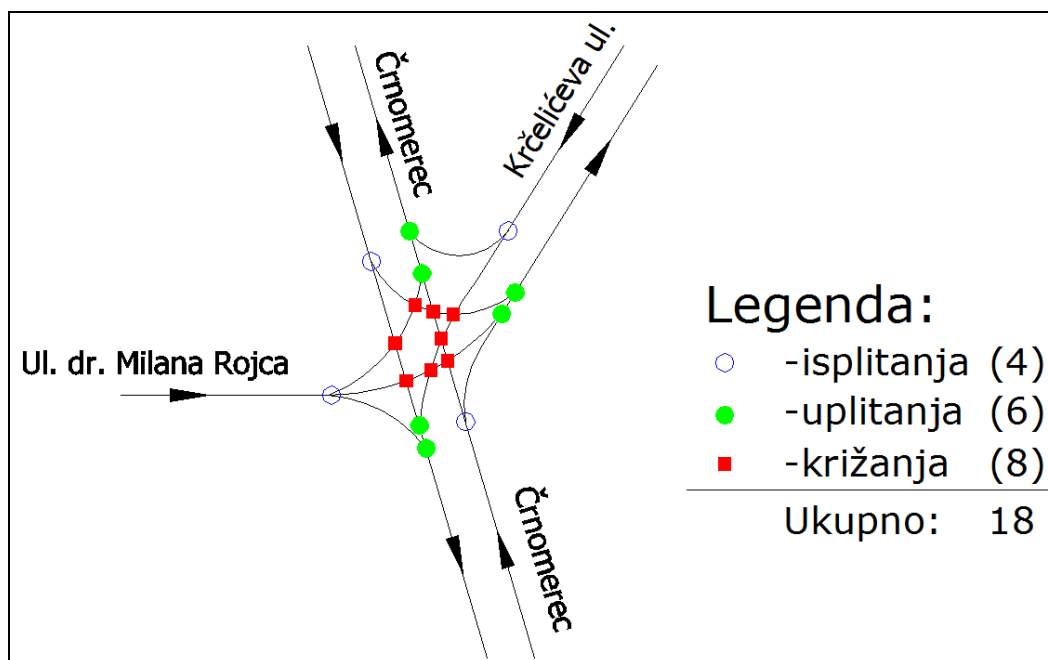 Črnomerec
Krčelićeva ul.
Ul. dr. Milana Rojca
Črnomerec
Legenda:
-isplitanja (4)
-uplitanja (6)
-križanja (8)
Ukupno: 18